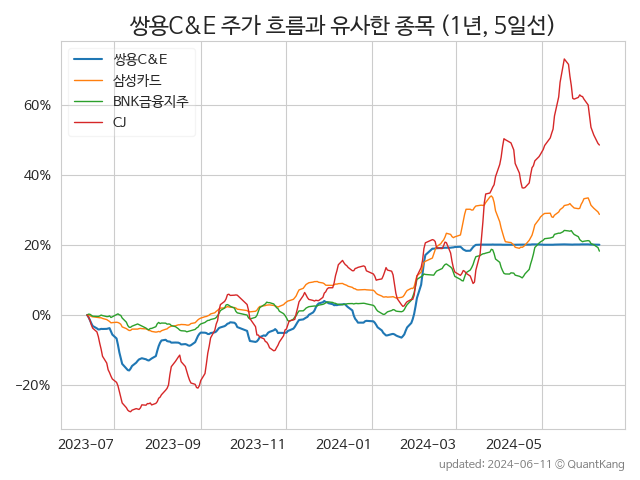 쌍용C&E 주가 흐름과 유사한 종목 (1년, 5일선)
쌍용C&E
삼성카드
BNK금융지주
CJ
60%
40%
20%
0%
−20%
2023-07
2023-09
2023-11
2024-01
2024-03
2024-05
updated: 2024-06-11 © QuantKang